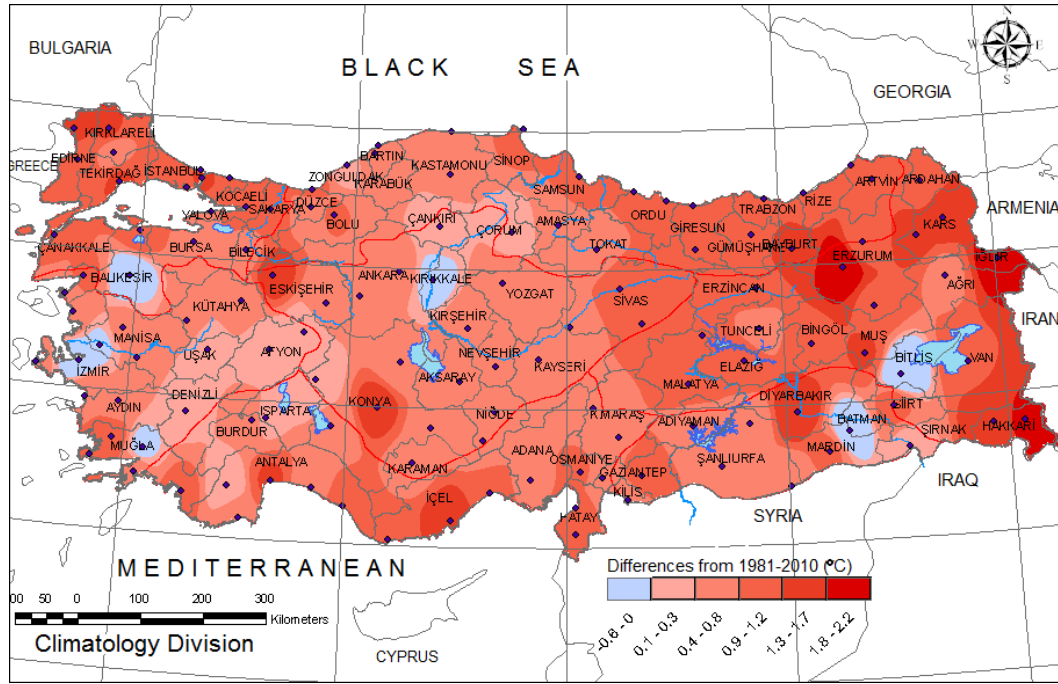 BULGARIA
BLACK SEA
N
W E
S
GEORGIA
KIRKLARELİ
EDİRNE
GREECE
TEKİRDAĞ
İSTANBUL
BARTIN
KASTAMONU
SİNOP
ZONGULDAK
KARABÜK
SAMSUN
ARTVİN
ARDAHAN
KOCAELİ
SAKARYA
DÜZCE
YALOVA
BOLU
ÇANKIRI
ÇORUM
AMASYA
ORDU
GİRESUN
TRABZON
RİZE
KARS
ARMENIA
ÇANAKKALE
BURSA
BİLECİK
TOKAT
GÜMÜŞHANE
BAYBURT
ERZURUM
IĞDIR
BALIKESİR
ESKİŞEHİR
ANKARA
KIRIKKALE
YOZGAT
SİVAS
ERZİNCAN
AĞRI
KÜTAHYA
KIRŞEHİR
TUNCELİ
BİNGÖL
MUŞ
IRAN
MANİSA
UŞAK
AFYON
NEVŞEHİR
KAYSERİ
ELAZIĞ
BİTLİS
VAN
İZMİR
AKSARAY
MALATYA
DENİZLİ
ISPARTA
KONYA
NİĞDE
K.MARAŞ
DİYARBAKIR
SİİRT
AYDIN
BURDUR
ADIYAMAN
BATMAN
ŞIRNAK
HAKKARİ
MUĞLA
ANTALYA
KARAMAN
ADANA
OSMANİYE
GAZİANTEP
ŞANLIURFA
MARDİN
İÇEL
KİLİS
HATAY
IRAQ
SYRIA
MEDITERRANEAN
Differences from 1981-2010 (°C)
-0.6 - 0
0.1 - 0.3
0.4 - 0.8
0.9 - 1.2
1.3 - 1.7
1.8 - 2.2
00 50 0 100 200 300
Kilometers
Climatology Division
CYPRUS